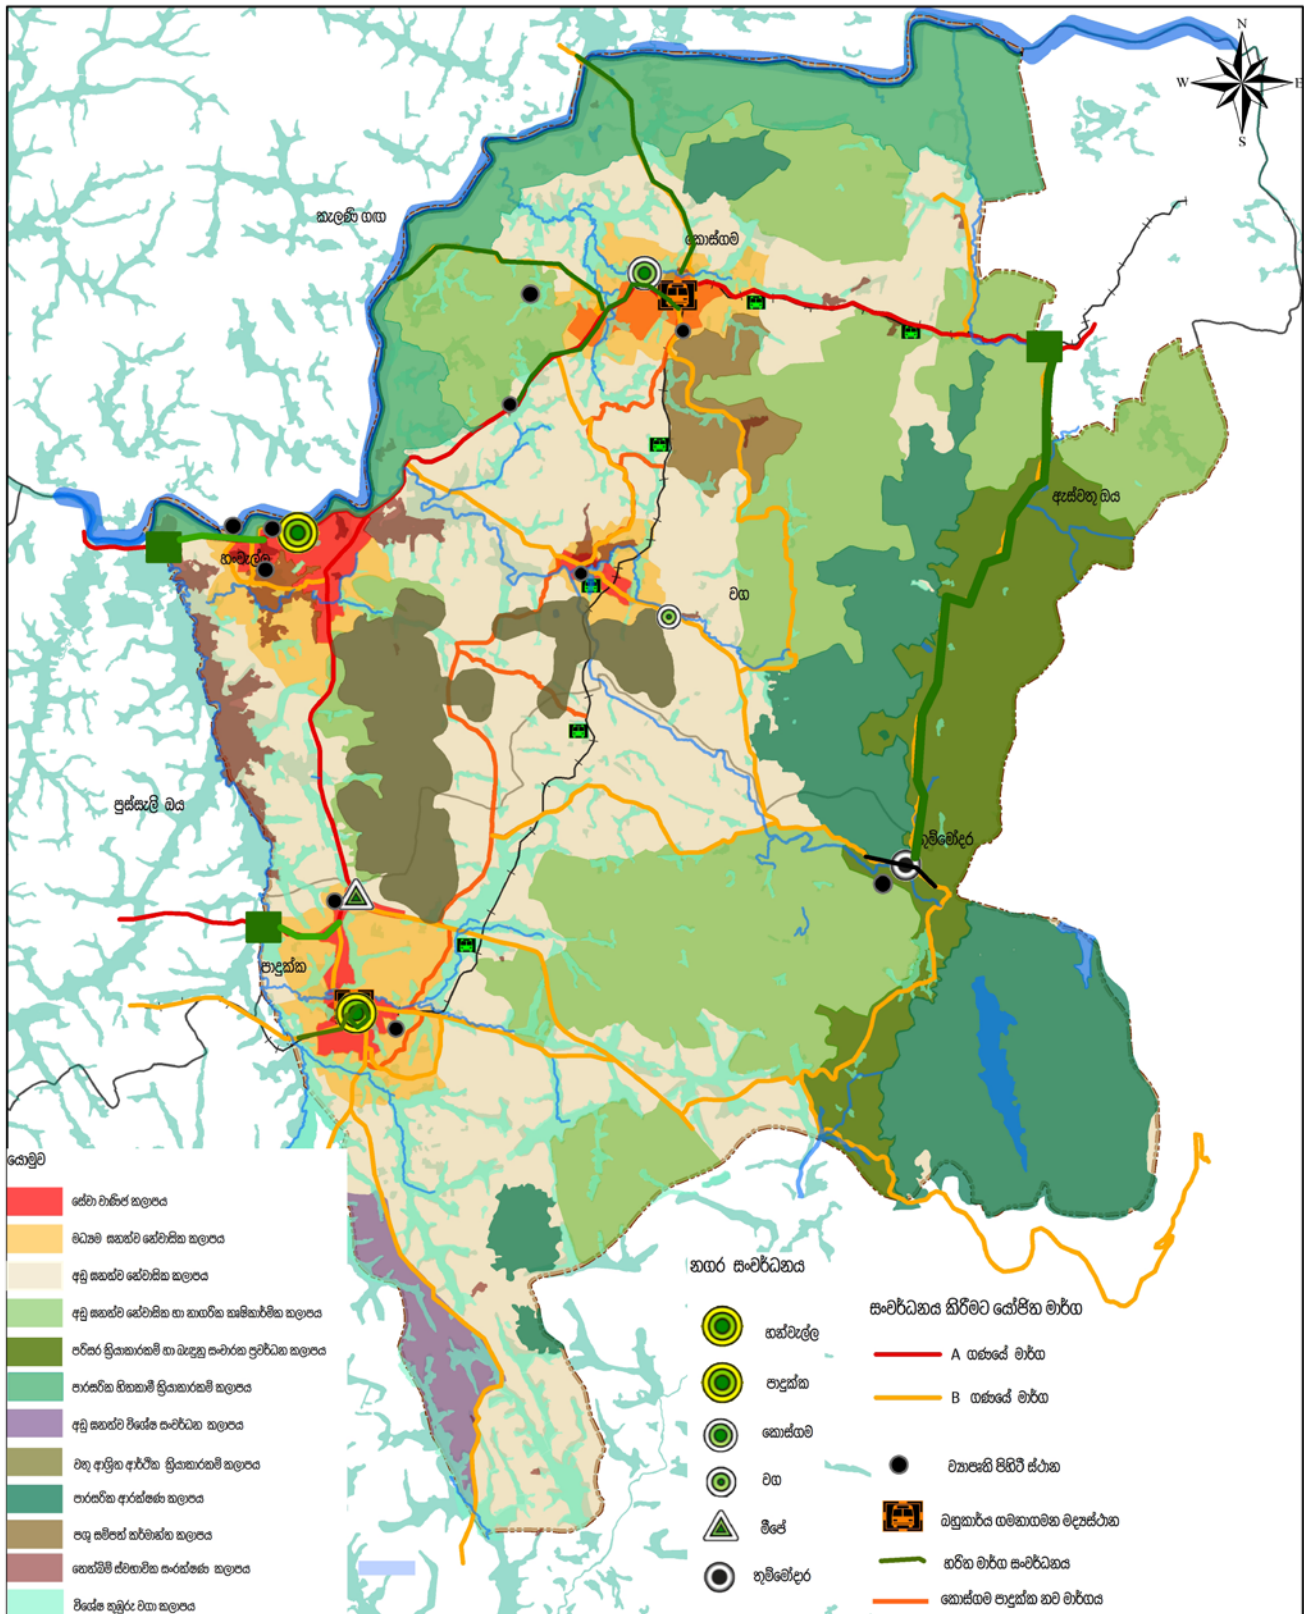 N
W
E
S
කැලණි ගඟ
කොස්ගම
ඇස්වතු ඔය
හංවැල්ල
වග
පුස්සැලි ඔය
තුම්මෝදර
පාදුක්ක
යොමුව
සේවා වාණිජ කලාපය
මධ්‍යම ඝනත්ව නේවාසික කලාපය
අඩු ඝනත්ව නේවාසික කලාපය
අඩු ඝනත්ව නේවාසික හා නාගරික කෘෂිකාර්මික කලාපය
පරිසර ක්‍රියාකාරකම් හා බැඳුනු සංචාරක ප්‍රවර්ධන කලාපය
පාරසරික හිතකාමී ක්‍රියාකාරකම් කලාපය
අඩු ඝනත්ව විශේෂ සංවර්ධන කලාපය
වතු ආශ්‍රිත ආර්ථික ක්‍රියාකාරකම් කලාපය
පාරසරික ආරක්ෂණ කලාපය
පශු සම්පත් කර්මාන්ත කලාපය
තෙත්බිම් ස්වභාවික සංරක්ෂණ කලාපය
විශේෂ කුඹුරු වගා කලාපය
නගර සංවර්ධනය
හන්වැල්ල
පාදුක්ක
කොස්ගම
වග
මීපේ
තුම්මෝදර
සංවර්ධනය කිරීමට යෝජිත මාර්ග
A ගණයේ මාර්ග
B ගණයේ මාර්ග
ව්‍යාපෘති පිහිටි ස්ථාන
බහුකාර්ය ගමනාගමන මද්‍යස්ථාන
හරිත මාර්ග සංවර්ධනය
කොස්ගම පාදුක්ක නව මාර්ගය